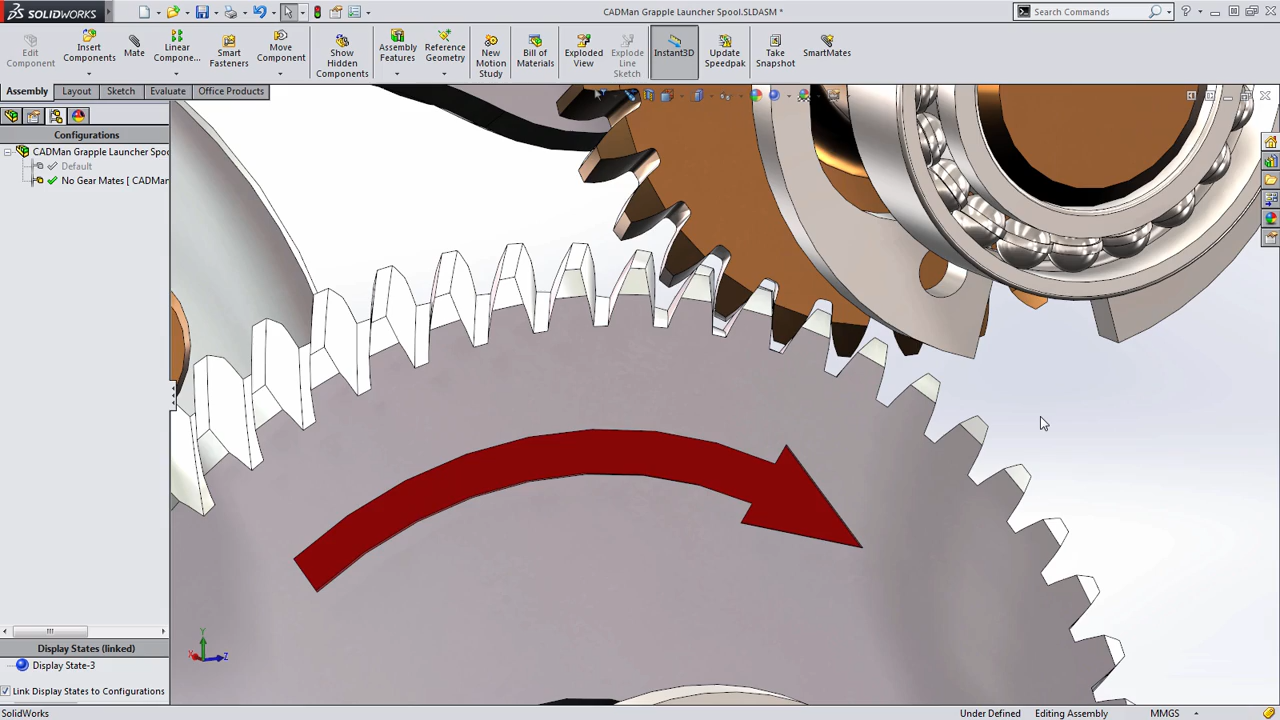 SOLIDWORKS
CADMan Grapple Launcher Spool.SLDASM *
Search Commands
Edit Component
Insert Components
Mate
Linear Compone...
Smart Fasteners
Move Component
Show Hidden Components
Assembly Features
Reference Geometry
New Motion Study
Bill of Materials
Exploded View
Explode Line Sketch
Instant3D
Update Speedpak
Take Snapshot
SmartMates
Assembly
Layout
Sketch
Evaluate
Office Products
Configurations
CADMan Grapple Launcher Spoo
Default
No Gear Mates [ CADMar
Y
X
Z
Display States (linked)
Display State-3
Link Display States to Configurations
SolidWorks
Under Defined
Editing Assembly
MMGS